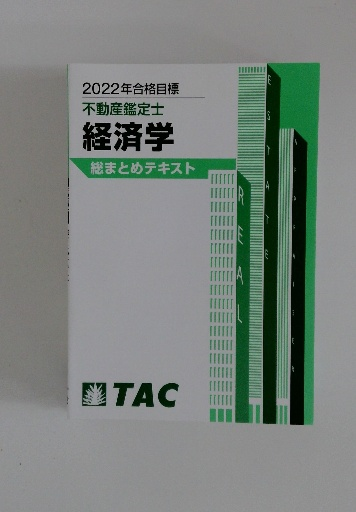 2022年合格目標
不動産鑑定士
経済学
総まとめテキスト
REAL
ESTATE
TAC